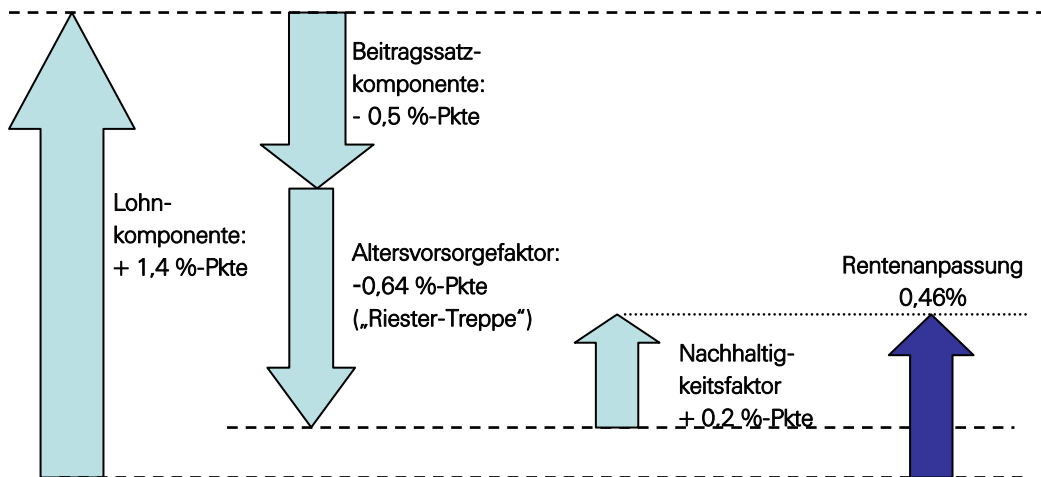 Beitragssatz-
komponente:
- 0,5 %-Pkte
Lohn-
komponente:
+ 1,4 %-Pkte
Altersvorsorgefaktor:
-0,64 %-Pkte
(„Riester-Treppe“)
Nachhaltig-
keitsfaktor
+ 0,2 %-Pkte
Rentenanpassung
0,46%